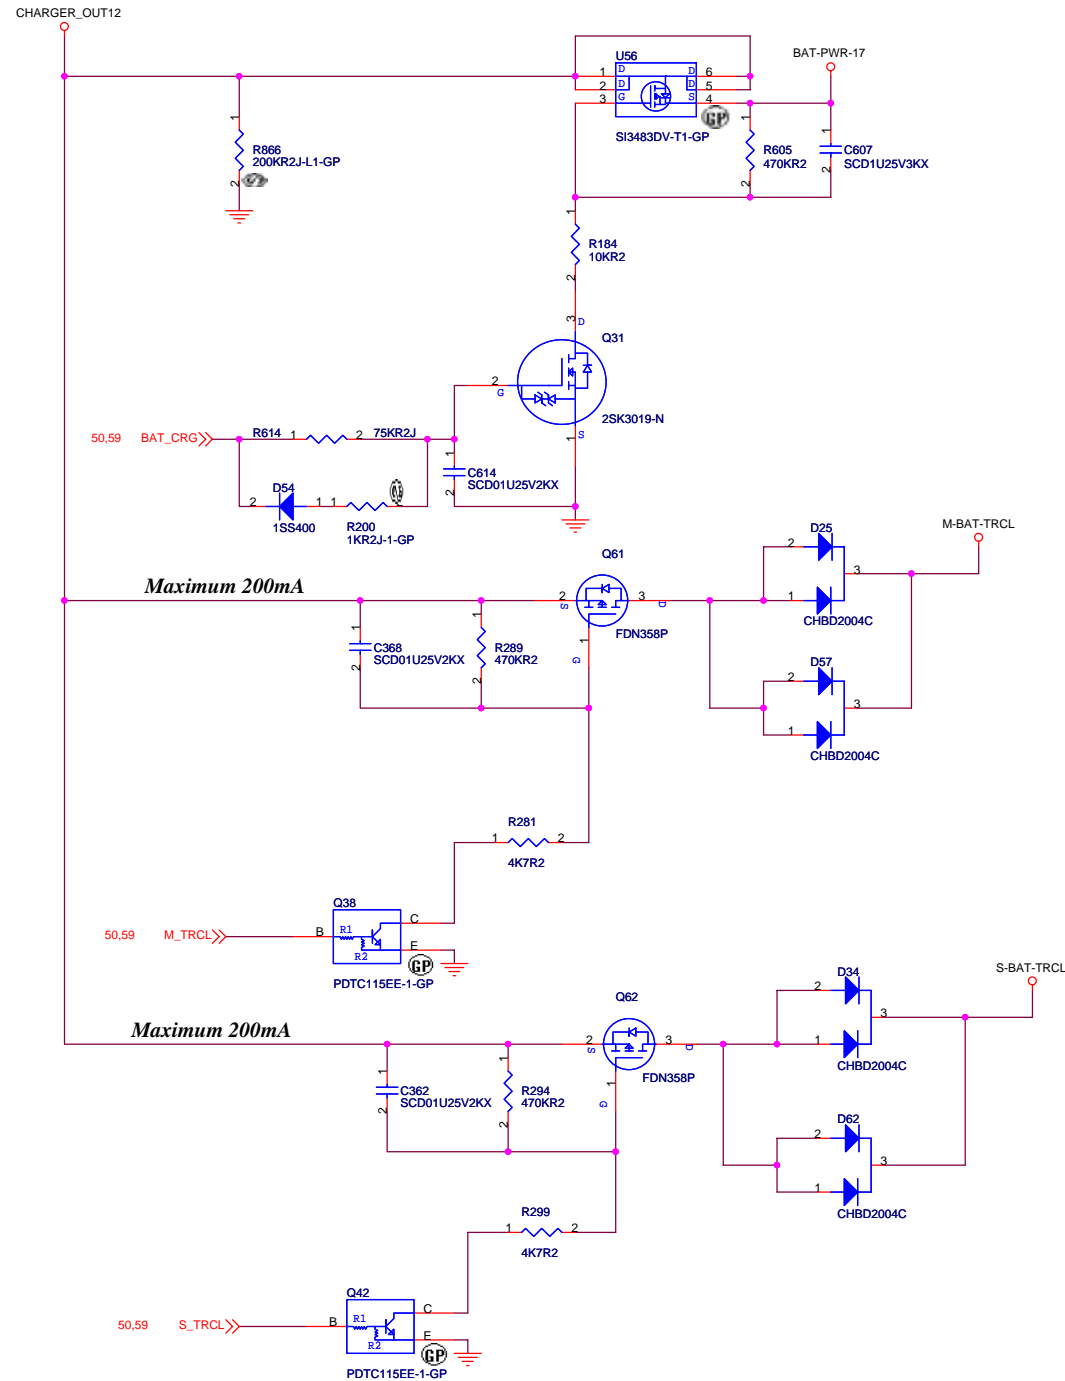 CHARGER_OUT12
U56
BAT-PWR-17
1 D D 6
2 D D 5
3 G S 4
GP
SI3483DV-T1-GP
1
R866
200KR2J-L1-GP
2
1
R605
470KR2
2
1
C607
SCD1U25V3KX
2
1
R184
10KR2
2
3 D
Q31
2
G
2SK3019-N
1 S
50,59 BAT_CRG
R614 1 2 75KR2J
1
C614
SCD01U25V2KX
2
D54
2 1 1 2
1SS400
R200
1KR2J-1-GP
M-BAT-TRCL
D25
2
3
1
CHBD2004C
Q61
Maximum 200mA
2 S 3 D
FDN358P
1
G
1
C368
SCD01U25V2KX
2
1
R289
470KR2
2
D57
2
3
1
CHBD2004C
R281
1 2
4K7R2
Q38
50,59 M_TRCL
B R1 R2 C E
GP
PDTC115EE-1-GP
S-BAT-TRCL
D34
2
3
1
CHBD2004C
Q62
Maximum 200mA
2 S 3 D
FDN358P
1
G
1
C362
SCD01U25V2KX
2
1
R294
470KR2
2
D62
2
3
1
CHBD2004C
R299
1 2
4K7R2
Q42
50,59 S_TRCL
B R1 R2 C E
GP
PDTC115EE-1-GP